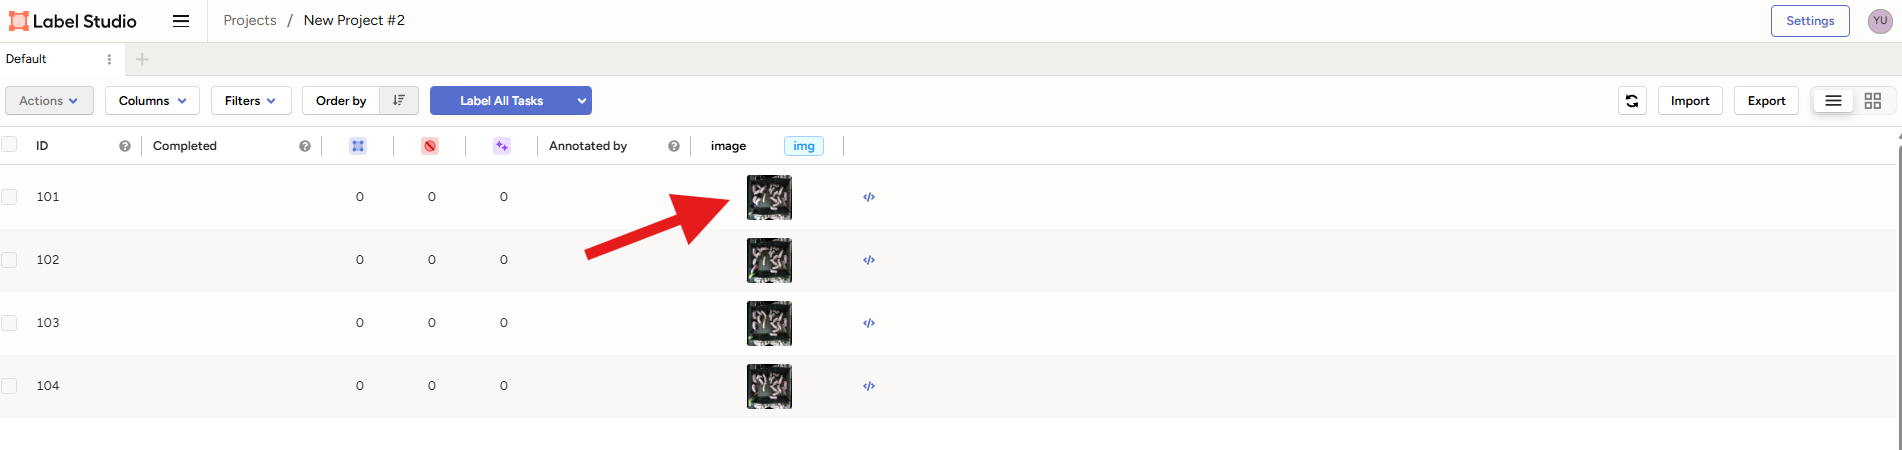 Label Studio Projects / New Project #2 Settings YU
Default
Actions Columns Filters Order by Label All Tasks Import Export
ID Completed Annotated by image img
101 0 0 0 </>
102 0 0 0 </>
103 0 0 0 </>
104 0 0 0 </>